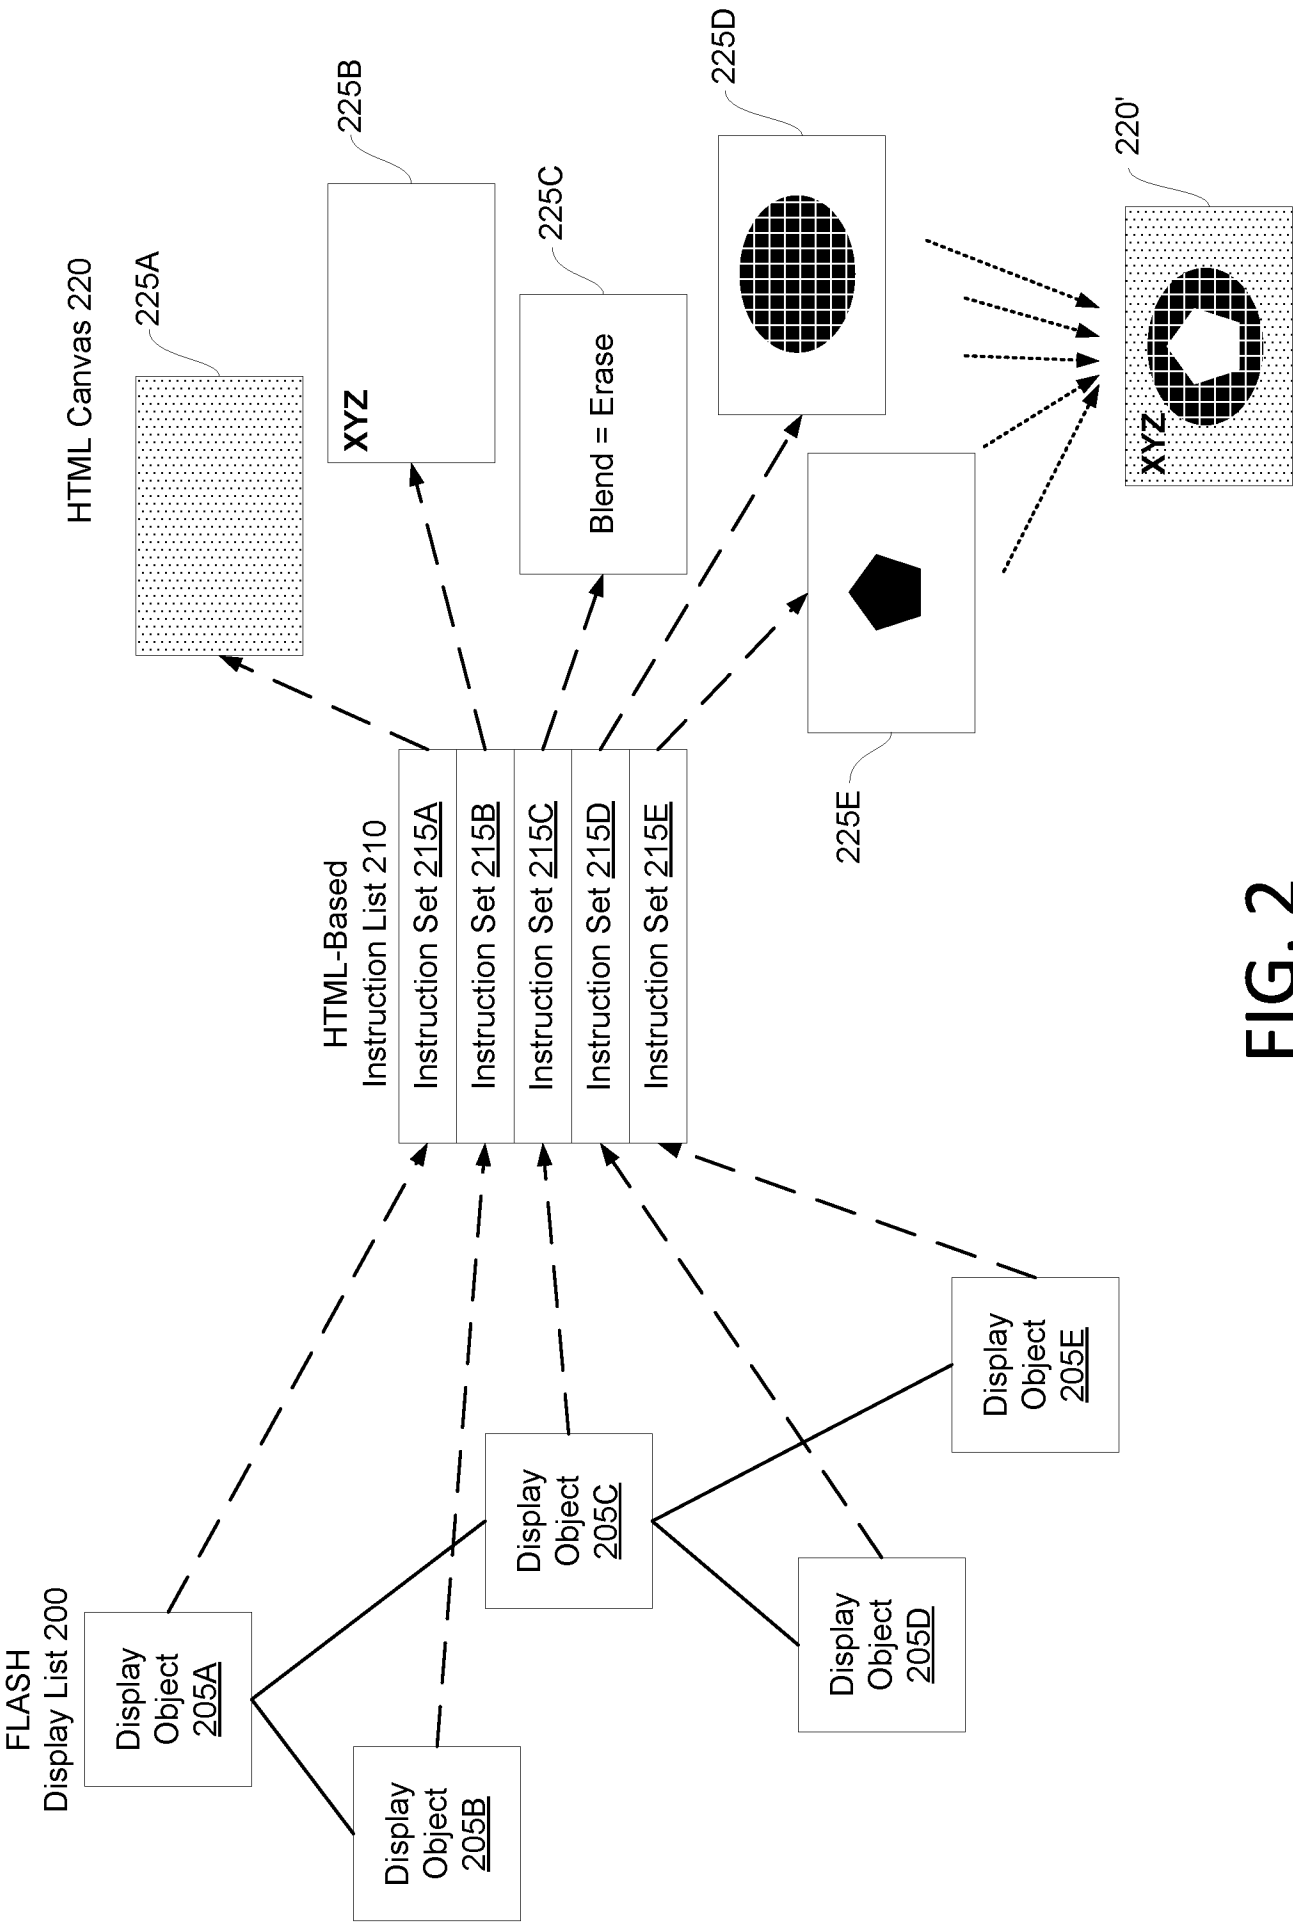 FLASH
Display List 200
Display
Object
205A
Display
Object
205B
Display
Object
205C
Display
Object
205D
Display
Object
205E
HTML-Based
Instruction List 210
Instruction Set 215A
Instruction Set 215B
Instruction Set 215C
Instruction Set 215D
Instruction Set 215E
HTML Canvas 220
225A
225B
XYZ
225C
Blend = Erase
225D
225E
220'
XYZ
FIG. 2